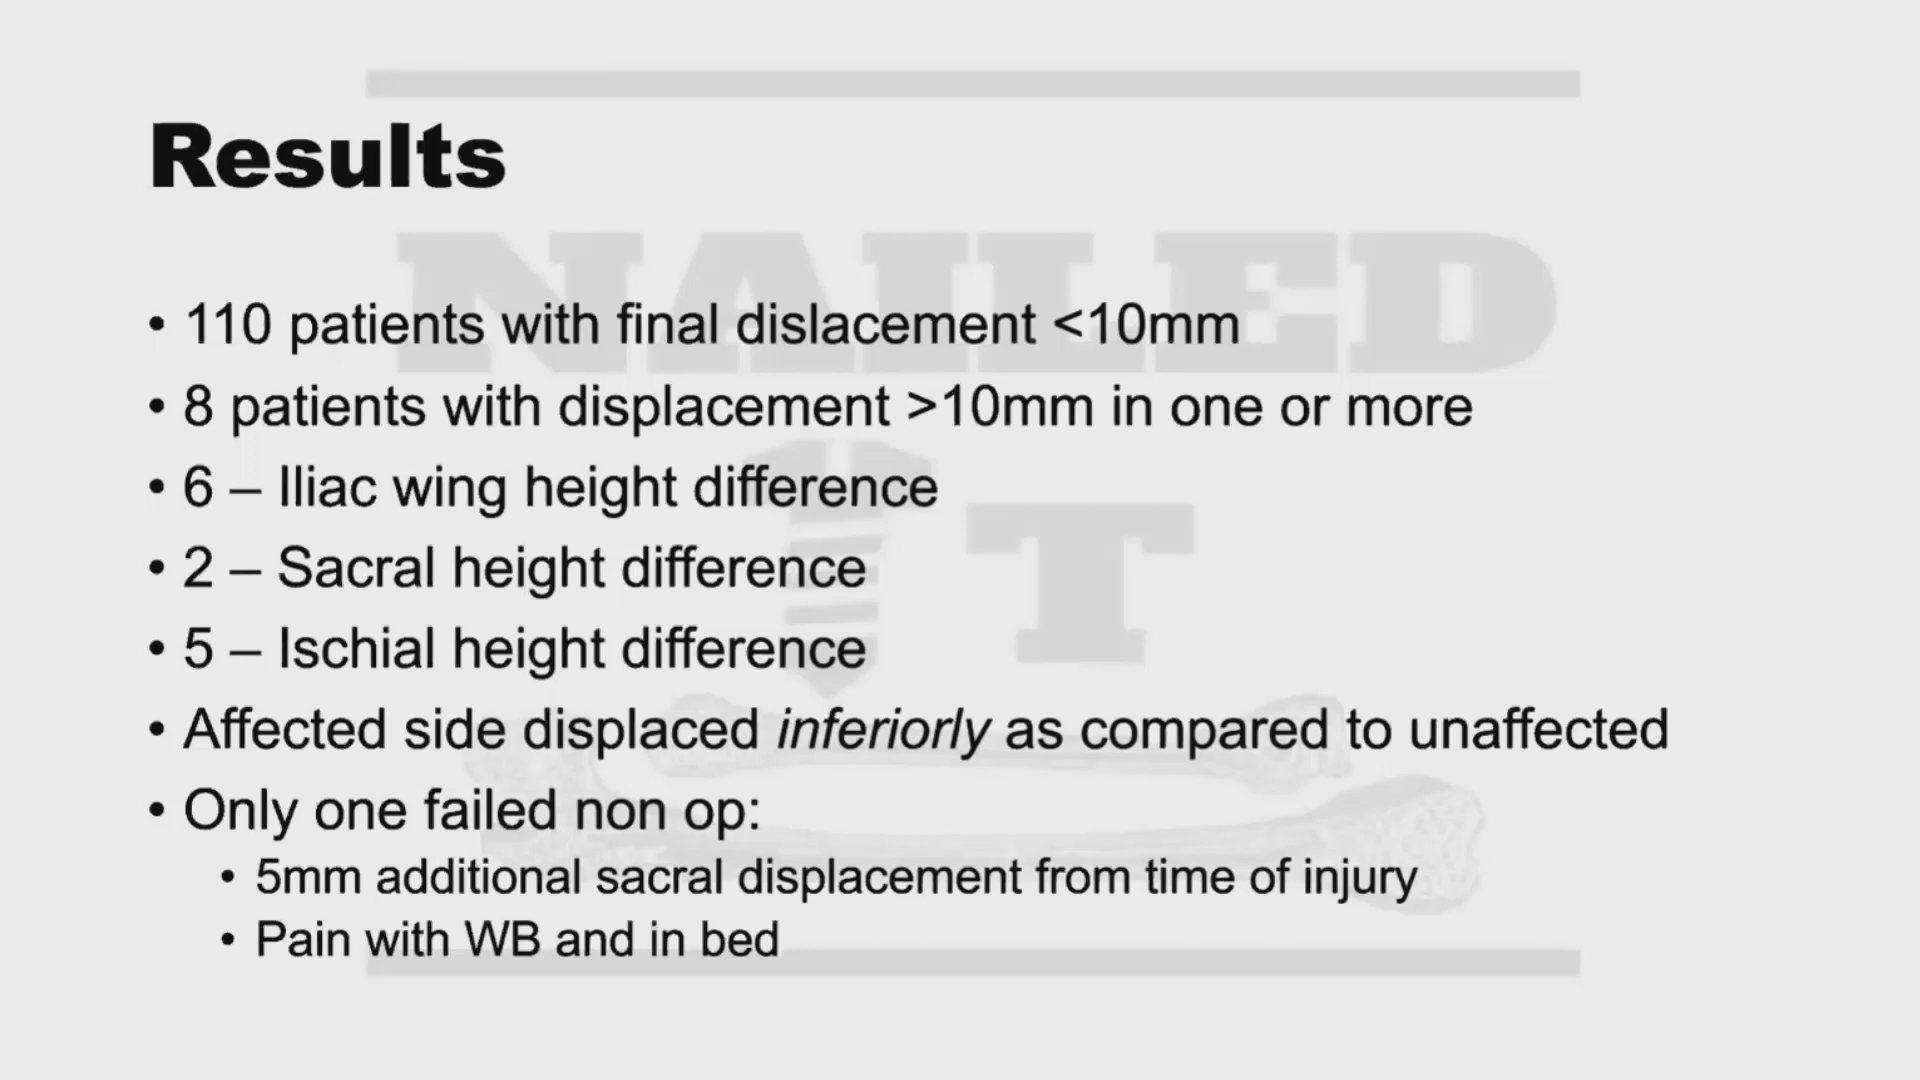 Results
NAILED
IT
• 110 patients with final dislacement <10mm
• 8 patients with displacement >10mm in one or more
• 6 – Iliac wing height difference
• 2 – Sacral height difference
• 5 – Ischial height difference
• Affected side displaced inferiorly as compared to unaffected
• Only one failed non op:
• 5mm additional sacral displacement from time of injury
• Pain with WB and in bed